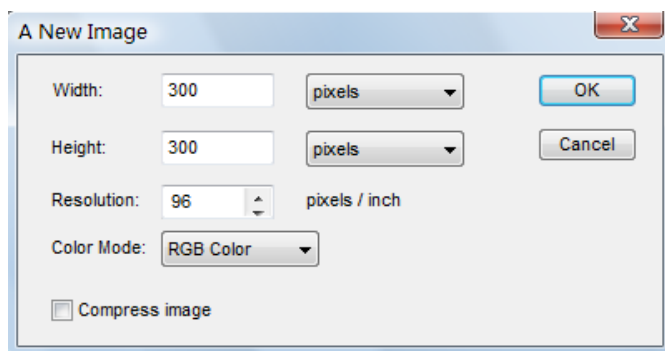 A New Image
Width: 300 pixels OK
Height: 300 pixels Cancel
Resolution: 96 pixels / inch
Color Mode: RGB Color
Compress image